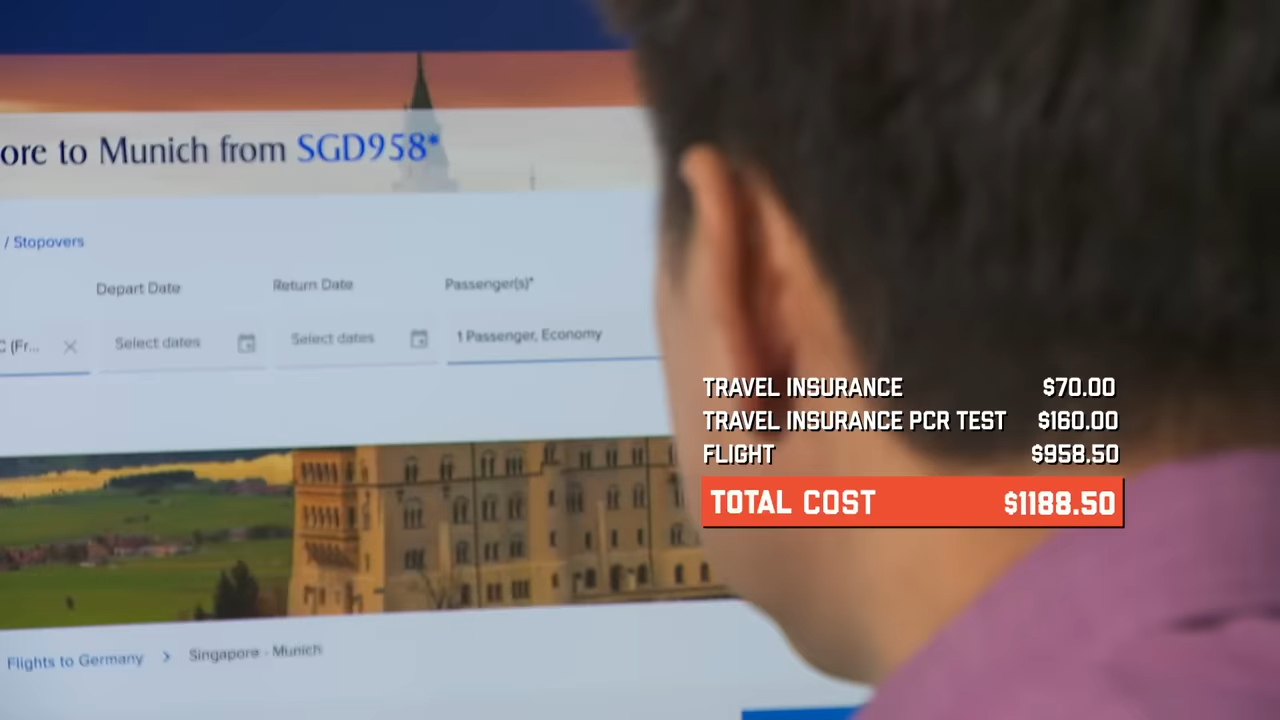 ore to Munich from SGD958*
/ Stopovers
Depart Date
Return Date
Passenger(s)*
C (Fr...
Select dates
Select dates
1 Passenger, Economy
TRAVEL INSURANCE $70.00
TRAVEL INSURANCE PCR TEST $160.00
FLIGHT $958.50
TOTAL COST $1188.50
Flights to Germany > Singapore - Munich